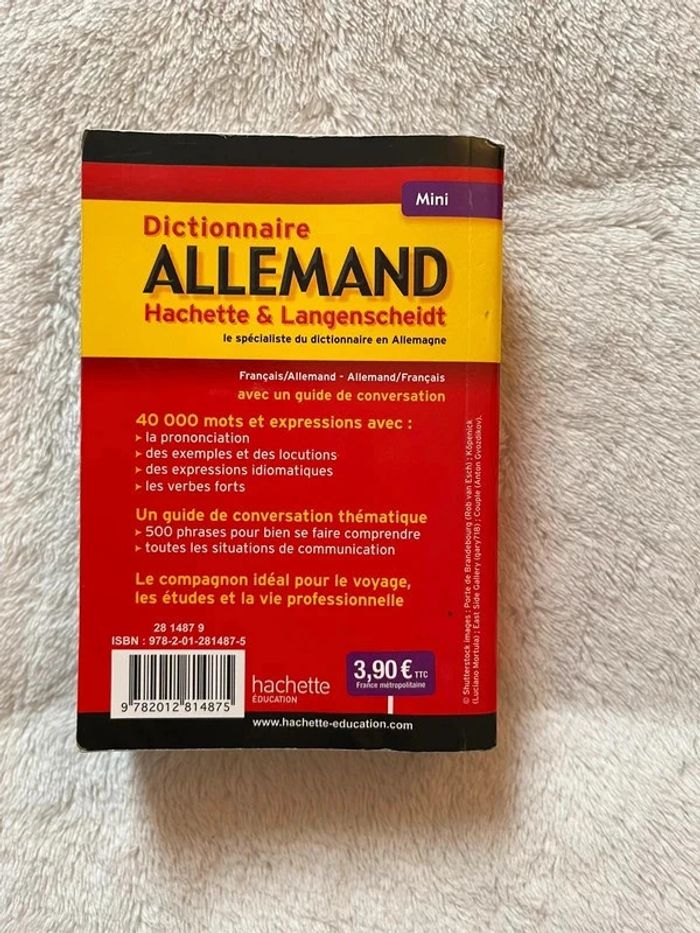 Mini
Dictionnaire
ALLEMAND
Hachette & Langenscheidt
le spécialiste du dictionnaire en Allemagne
Français/Allemand - Allemand/Français
avec un guide de conversation
40 000 mots et expressions avec :
la prononciation
des exemples et des locutions
des expressions idiomatiques
les verbes forts
Un guide de conversation thématique
500 phrases pour bien se faire comprendre
toutes les situations de communication
Le compagnon idéal pour le voyage,
les études et la vie professionnelle
28 1487 9
ISBN : 978-2-01-281487-5
9 782012 814875
hachette
ÉDUCATION
3,90 € TTC
France métropolitaine
www.hachette-education.com
© Shutterstock images : Porte de Brandebourg (Rob van Esch) ; Köpenick
(Luciano Mortula) ; East Side Gallery (gary718) ; Couple (Anton Gvozdikov).